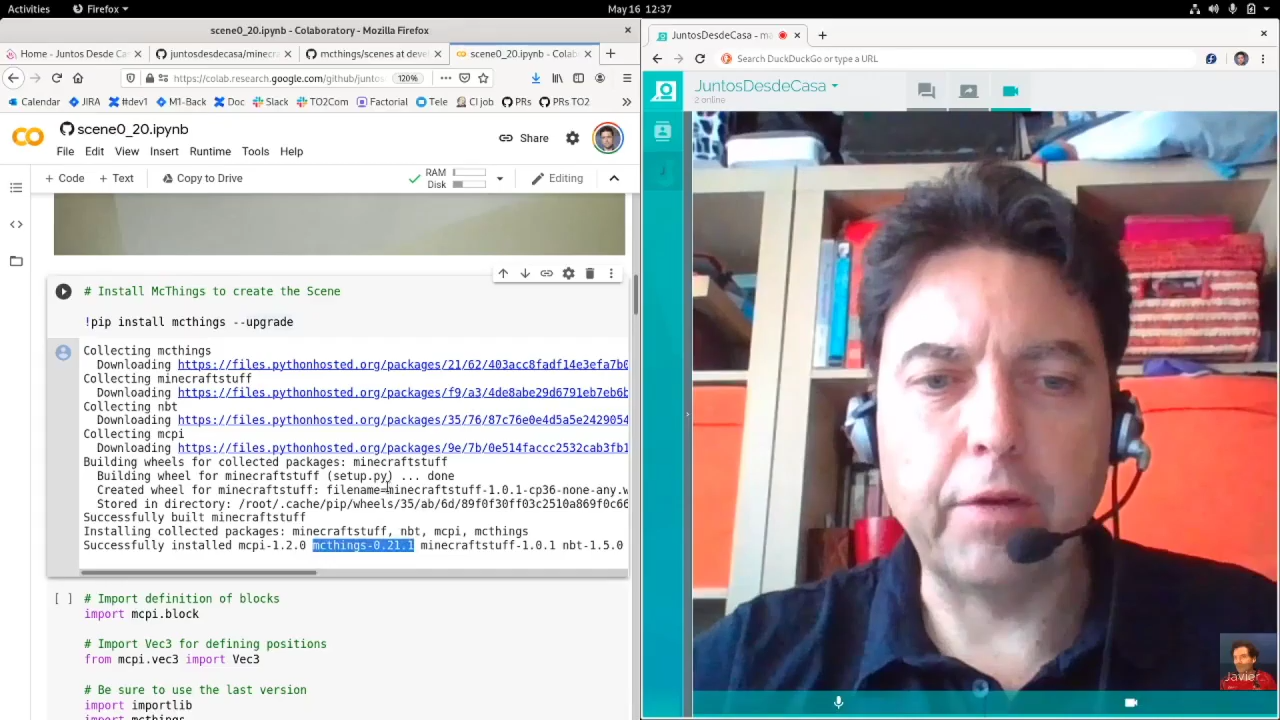 Activities
Firefox
May 16 12:37
scene0_20.ipynb - Colaboratory - Mozilla Firefox
Home - Juntos Desde C
juntosdesdecasa/minecr
mcthings/scenes at deve
scene0_20.ipynb - Colab
https://colab.research.google.com/github/junto
120%
Calendar
JIRA
#tdev1
M1-Back
Doc
Slack
TO2Com
Factorial
Tele
CI job
PRs
PRs TO2
scene0_20.ipynb
Share
File Edit View Insert Runtime Tools Help
+ Code + Text Copy to Drive
RAM
Disk
Editing
# Install McThings to create the Scene
!pip install mcthings --upgrade
Collecting mcthings
Downloading https://files.pythonhosted.org/packages/21/62/403acc8fadf14e3efa7b0
Collecting minecraftstuff
Downloading https://files.pythonhosted.org/packages/f9/a3/4de8abe29d6791eb7eb6b
Collecting nbt
Downloading https://files.pythonhosted.org/packages/35/76/87c76e0e4d5a5e2429054
Collecting mcpi
Downloading https://files.pythonhosted.org/packages/9e/7b/0e514faccc2532cab3fb1
Building wheels for collected packages: minecraftstuff
Building wheel for minecraftstuff (setup.py) ... done
Created wheel for minecraftstuff: filename=minecraftstuff-1.0.1-cp36-none-any.w
Stored in directory: /root/.cache/pip/wheels/35/ab/6d/89f0f30ff03c2510a869f0c66
Successfully built minecraftstuff
Installing collected packages: minecraftstuff, nbt, mcpi, mcthings
Successfully installed mcpi-1.2.0 mcthings-0.21.1 minecraftstuff-1.0.1 nbt-1.5.0
[ ] # Import definition of blocks
import mcpi.block
# Import Vec3 for defining positions
from mcpi.vec3 import Vec3
# Be sure to use the last version
import importlib
import mcthings
JuntosDesdeCasa - m
Search DuckDuckGo or type a URL
JuntosDesdeCasa
2 online
Javier